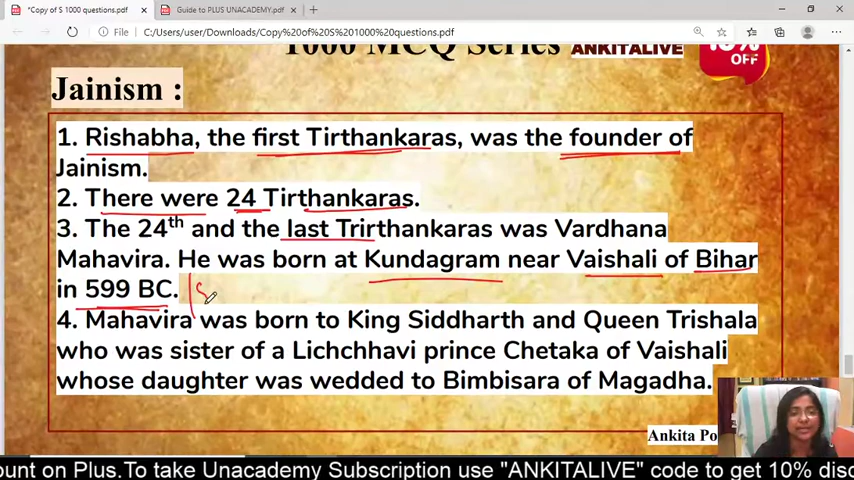 *Copy of S 1000 questions.pdf
Guide to PLUS UNACADEMY.pdf
File
C:/Users/user/Downloads/Copy%20of%20S%201000%20questions.pdf
1000 MCQ Series
ANKITALIVE
10%
OFF
Jainism :
1. Rishabha, the first Tirthankaras, was the founder of
Jainism.
2. There were 24 Tirthankaras.
3. The 24th and the last Trirthankaras was Vardhana
Mahavira. He was born at Kundagram near Vaishali of Bihar
in 599 BC.
4. Mahavira was born to King Siddharth and Queen Trishala
who was sister of a Lichchhavi prince Chetaka of Vaishali
whose daughter was wedded to Bimbisara of Magadha.
Ankita Po
ount on Plus.To take Unacademy Subscription use "ANKITALIVE" code to get 10% disc